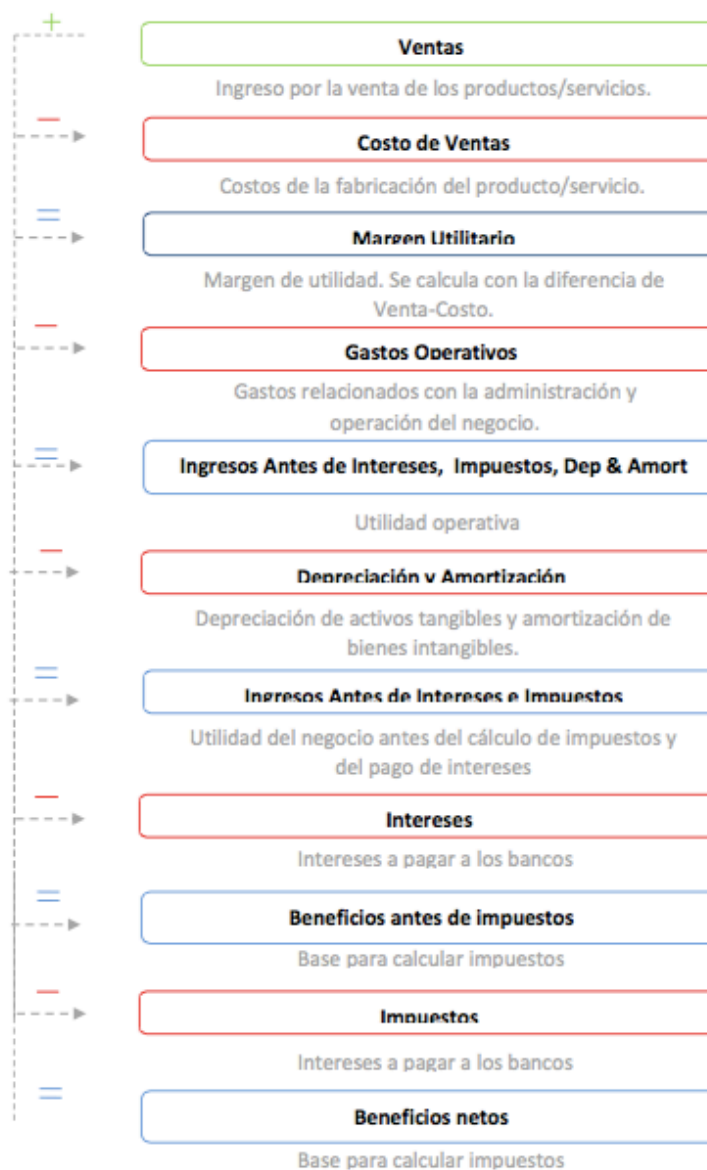 +
Ventas
Ingreso por la venta de los productos/servicios.
−
Costo de Ventas
Costos de la fabricación del producto/servicio.
=
Margen Utilitario
Margen de utilidad. Se calcula con la diferencia de
Venta-Costo.
−
Gastos Operativos
Gastos relacionados con la administración y
operación del negocio.
=
Ingresos Antes de Intereses, Impuestos, Dep & Amort
Utilidad operativa
−
Depreciación y Amortización
Depreciación de activos tangibles y amortización de
bienes intangibles.
=
Ingresos Antes de Intereses e Impuestos
Utilidad del negocio antes del cálculo de impuestos y
del pago de intereses
−
Intereses
Intereses a pagar a los bancos
=
Beneficios antes de impuestos
Base para calcular impuestos
−
Impuestos
Intereses a pagar a los bancos
=
Beneficios netos
Base para calcular impuestos